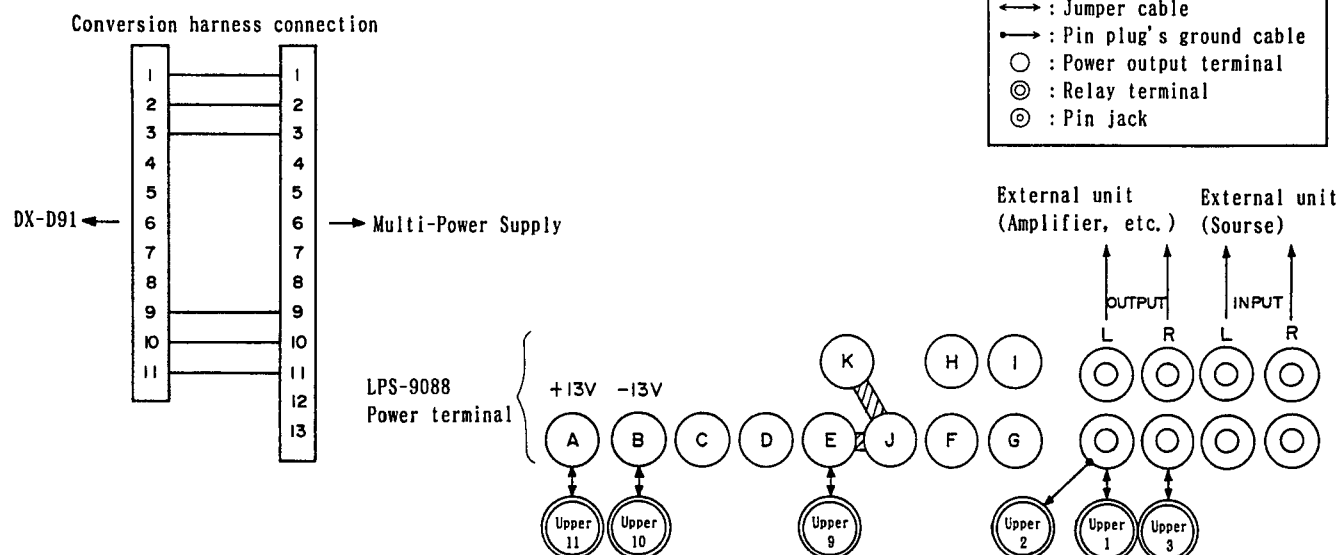 Conversion harness connection
1 1
2 2
3 3
4 4
5 5
DX-D91 6 6 Multi-Power Supply
7 7
8 8
9 9
10 10
11 11
12
13
: Jumper cable
: Pin plug's ground cable
: Power output terminal
: Relay terminal
: Pin jack
External unit
(Amplifier, etc.)
External unit
(Sourse)
OUTPUT INPUT
L R L R
K H I
LPS-9088
Power terminal
+13V -13V
A B C D E J F G
Upper
11
Upper
10
Upper
9
Upper
2
Upper
1
Upper
3